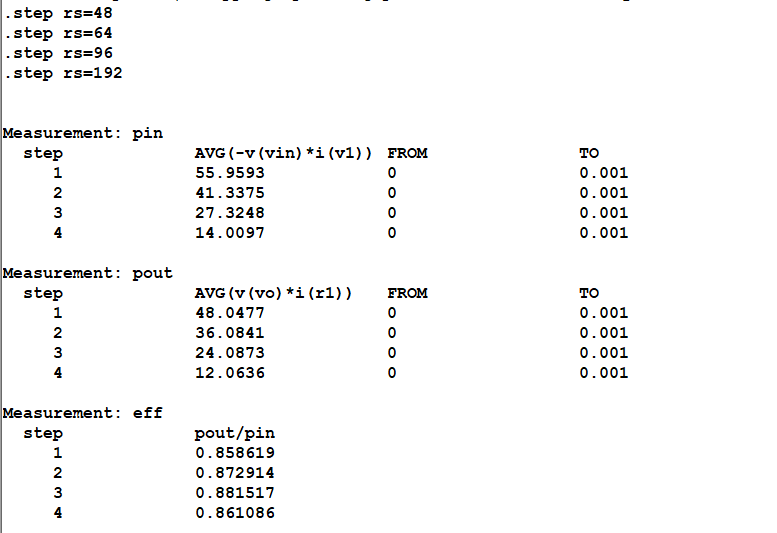 .step rs=48
.step rs=64
.step rs=96
.step rs=192
Measurement: pin
step AVG(-v(vin)*i(v1)) FROM TO
1 55.9593 0 0.001
2 41.3375 0 0.001
3 27.3248 0 0.001
4 14.0097 0 0.001
Measurement: pout
step AVG(v(vo)*i(r1)) FROM TO
1 48.0477 0 0.001
2 36.0841 0 0.001
3 24.0873 0 0.001
4 12.0636 0 0.001
Measurement: eff
step pout/pin
1 0.858619
2 0.872914
3 0.881517
4 0.861086